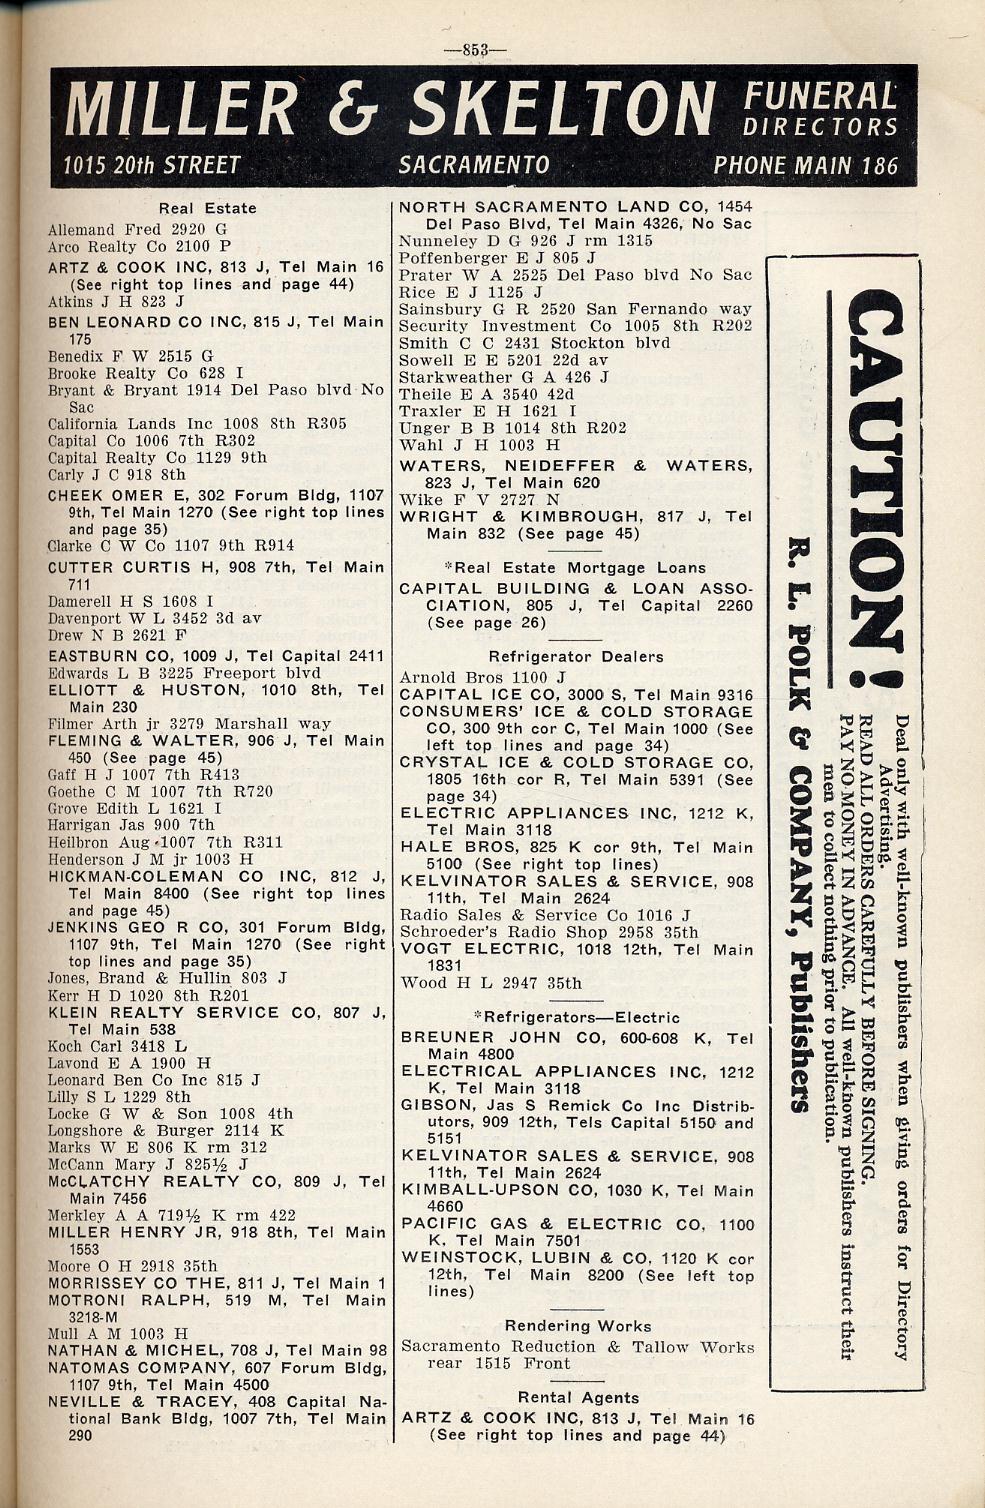 —853—
MILLER & SKELTON FUNERAL DIRECTORS
1015 20th STREET SACRAMENTO PHONE MAIN 186
Real Estate
Allemand Fred 2920 G
Arco Realty Co 2100 P
ARTZ & COOK INC, 813 J, Tel Main 16
(See right top lines and page 44)
Atkins J H 823 J
BEN LEONARD CO INC, 815 J, Tel Main
175
Benedix F W 2515 G
Brooke Realty Co 628 I
Bryant & Bryant 1914 Del Paso blvd No
Sac
California Lands Inc 1008 8th R305
Capital Co 1006 7th R302
Capital Realty Co 1129 9th
Carly J C 918 8th
CHEEK OMER E, 302 Forum Bldg, 1107
9th, Tel Main 1270 (See right top lines
and page 35)
Clarke C W Co 1107 9th R914
CUTTER CURTIS H, 908 7th, Tel Main
711
Damerell H S 1608 I
Davenport W L 3452 3d av
Drew N B 2621 F
EASTBURN CO, 1009 J, Tel Capital 2411
Edwards L B 3225 Freeport blvd
ELLIOTT & HUSTON, 1010 8th, Tel
Main 230
Filmer Arth jr 3279 Marshall way
FLEMING & WALTER, 906 J, Tel Main
450 (See page 45)
Gaff H J 1007 7th R413
Goethe C M 1007 7th R720
Grove Edith L 1621 I
Harrigan Jas 900 7th
Heilbron Aug 1007 7th R311
Henderson J M jr 1003 H
HICKMAN-COLEMAN CO INC, 812 J,
Tel Main 8400 (See right top lines
and page 45)
JENKINS GEO R CO, 301 Forum Bldg,
1107 9th, Tel Main 1270 (See right
top lines and page 35)
Jones, Brand & Hullin 803 J
Kerr H D 1020 8th R201
KLEIN REALTY SERVICE CO, 807 J,
Tel Main 538
Koch Carl 3418 L
Lavond E A 1900 H
Leonard Ben Co Inc 815 J
Lilly S L 1229 8th
Locke G W & Son 1008 4th
Longshore & Burger 2114 K
Marks W E 806 K rm 312
McCann Mary J 825½ J
McCLATCHY REALTY CO, 809 J, Tel
Main 7456
Merkley A A 719½ K rm 422
MILLER HENRY JR, 918 8th, Tel Main
1553
Moore O H 2918 35th
MORRISSEY CO THE, 811 J, Tel Main 1
MOTRONI RALPH, 519 M, Tel Main
3218-M
Mull A M 1003 H
NATHAN & MICHEL, 708 J, Tel Main 98
NATOMAS COMPANY, 607 Forum Bldg,
1107 9th, Tel Main 4500
NEVILLE & TRACEY, 408 Capital Na-
tional Bank Bldg, 1007 7th, Tel Main
290
NORTH SACRAMENTO LAND CO, 1454
Del Paso Blvd, Tel Main 4326, No Sac
Nunneley D G 926 J rm 1315
Poffenberger E J 805 J
Prater W A 2525 Del Paso blvd No Sac
Rice E J 1125 J
Sainsbury G R 2520 San Fernando way
Security Investment Co 1005 8th R202
Smith C C 2431 Stockton blvd
Sowell E E 5201 22d av
Starkweather G A 426 J
Theile E A 3540 42d
Traxler E H 1621 I
Unger B B 1014 8th R202
Wahl J H 1003 H
WATERS, NEIDEFFER & WATERS,
823 J, Tel Main 620
Wike F V 2727 N
WRIGHT & KIMBROUGH, 817 J, Tel
Main 832 (See page 45)
*Real Estate Mortgage Loans
CAPITAL BUILDING & LOAN ASSO-
CIATION, 805 J, Tel Capital 2260
(See page 26)
Refrigerator Dealers
Arnold Bros 1100 J
CAPITAL ICE CO, 3000 S, Tel Main 9316
CONSUMERS' ICE & COLD STORAGE
CO, 300 9th cor C, Tel Main 1000 (See
left top lines and page 34)
CRYSTAL ICE & COLD STORAGE CO,
1805 16th cor R, Tel Main 5391 (See
page 34)
ELECTRIC APPLIANCES INC, 1212 K,
Tel Main 3118
HALE BROS, 825 K cor 9th, Tel Main
5100 (See right top lines)
KELVINATOR SALES & SERVICE, 908
11th, Tel Main 2624
Radio Sales & Service Co 1016 J
Schroeder's Radio Shop 2958 35th
VOGT ELECTRIC, 1018 12th, Tel Main
1831
Wood H L 2947 35th
*Refrigerators—Electric
BREUNER JOHN CO, 600-608 K, Tel
Main 4800
ELECTRICAL APPLIANCES INC, 1212
K, Tel Main 3118
GIBSON, Jas S Remick Co Inc Distrib-
utors, 909 12th, Tels Capital 5150 and
5151
KELVINATOR SALES & SERVICE, 908
11th, Tel Main 2624
KIMBALL-UPSON CO, 1030 K, Tel Main
4660
PACIFIC GAS & ELECTRIC CO, 1100
K, Tel Main 7501
WEINSTOCK, LUBIN & CO, 1120 K cor
12th, Tel Main 8200 (See left top
lines)
Rendering Works
Sacramento Reduction & Tallow Works
rear 1515 Front
Rental Agents
ARTZ & COOK INC, 813 J, Tel Main 16
(See right top lines and page 44)
CAUTION!
Deal only with well-known publishers when giving orders for Directory
Advertising.
READ ALL ORDERS CAREFULLY BEFORE SIGNING.
PAY NO MONEY IN ADVANCE. All well-known publishers instruct their
men to collect nothing prior to publication.
R. L. POLK & COMPANY, Publishers